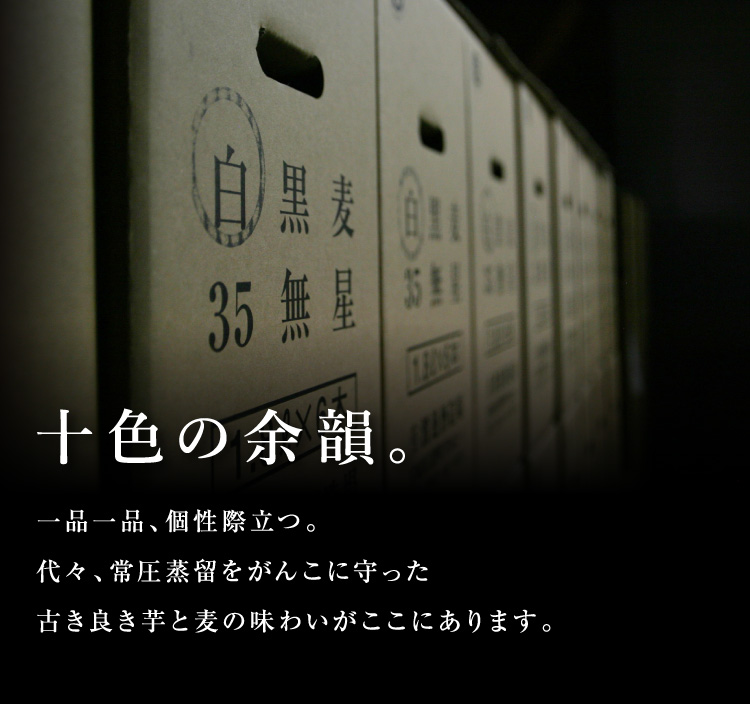 白 黒 麦
35 無 星
十色の余韻。
一品一品、個性際立つ。
代々、常圧蒸留をがんこに守った
古き良き芋と麦の味わいがここにあります。